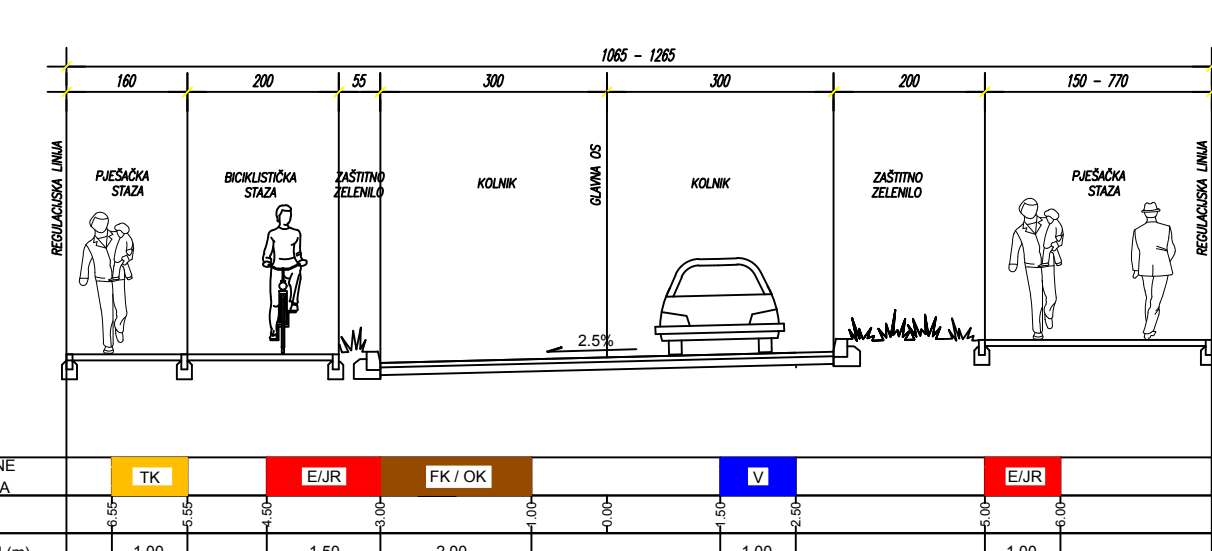 1065 - 1265
160
200
55
300
300
200
150 - 770
REGULACIJSKA LINIJA
PJEŠAČKA
STAZA
BICIKLISTIČKA
STAZA
ZAŠTITNO
ZELENILO
KOLNIK
GLAVNA OS
KOLNIK
ZAŠTITNO
ZELENILO
PJEŠAČKA
STAZA
REGULACIJSKA LINIJA
2.5%
NE
A
TK
E/JR
FK / OK
V
E/JR
-6.55
-5.55
-4.50
-3.00
-1.00
0.00
1.50
2.50
5.00
6.00
(m)
1.00
1.50
2.00
1.00
1.00